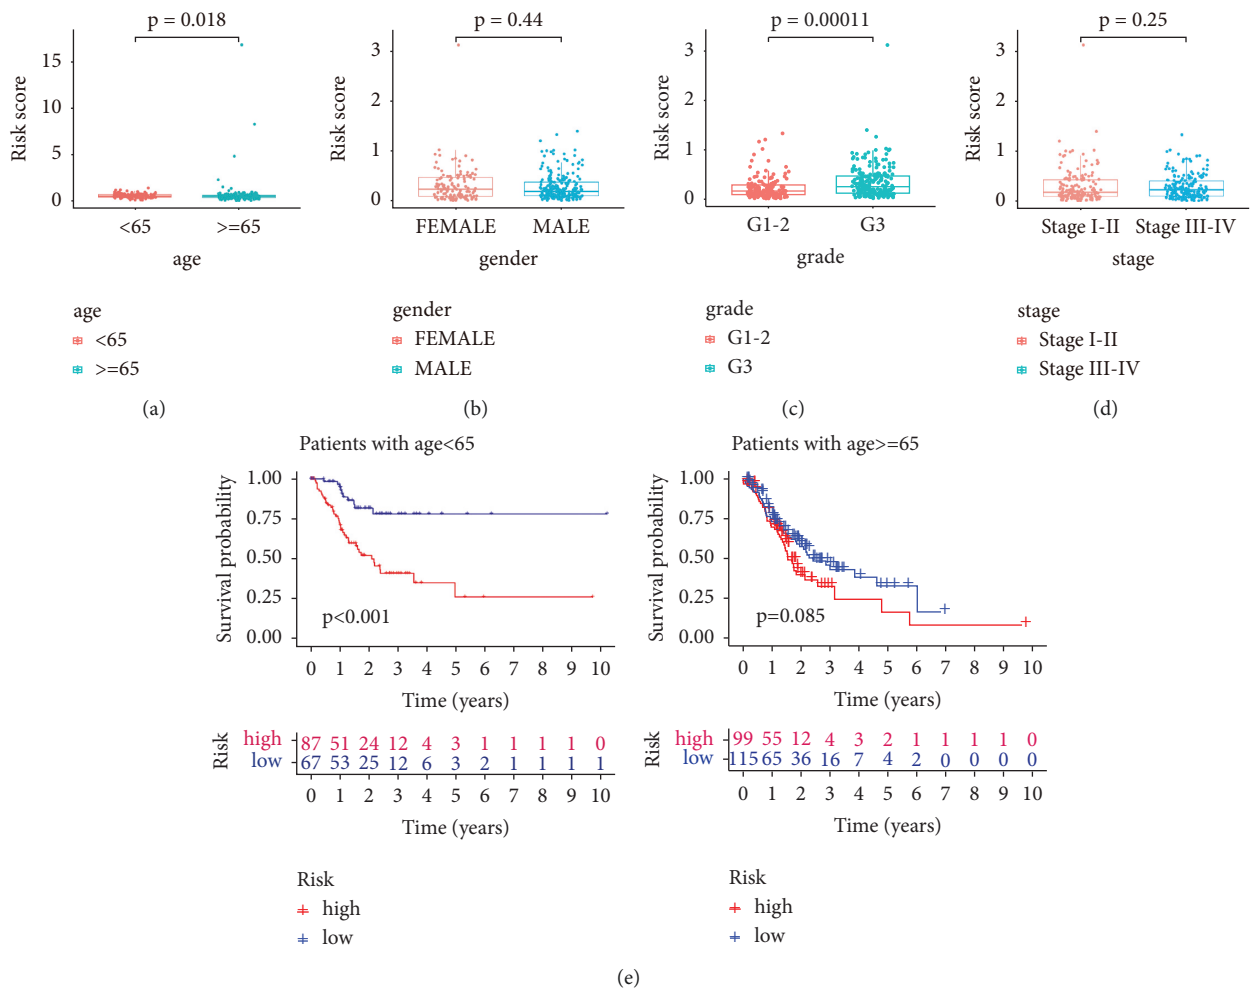 p = 0.018
Risk score
15
10
5
0
<65 >=65
age
age
<65
>=65
(a)
p = 0.44
Risk score
3
2
1
0
FEMALE MALE
gender
gender
FEMALE
MALE
(b)
p = 0.00011
Risk score
3
2
1
0
G1-2 G3
grade
grade
G1-2
G3
(c)
p = 0.25
Risk score
3
2
1
0
Stage I-II Stage III-IV
stage
stage
Stage I-II
Stage III-IV
(d)
Patients with age<65
Survival probability
1.00
0.75
0.50
0.25
0.00
p<0.001
0 1 2 3 4 5 6 7 8 9 10
Time (years)
Risk
high 87 51 24 12 4 3 1 1 1 1 0
low 67 53 25 12 6 3 2 1 1 1 1
0 1 2 3 4 5 6 7 8 9 10
Time (years)
Risk
high
low
Patients with age>=65
Survival probability
1.00
0.75
0.50
0.25
0.00
p=0.085
0 1 2 3 4 5 6 7 8 9 10
Time (years)
Risk
high 99 55 12 4 3 2 1 1 1 1 0
low 115 65 36 16 7 4 2 0 0 0 0
0 1 2 3 4 5 6 7 8 9 10
Time (years)
Risk
high
low
(e)